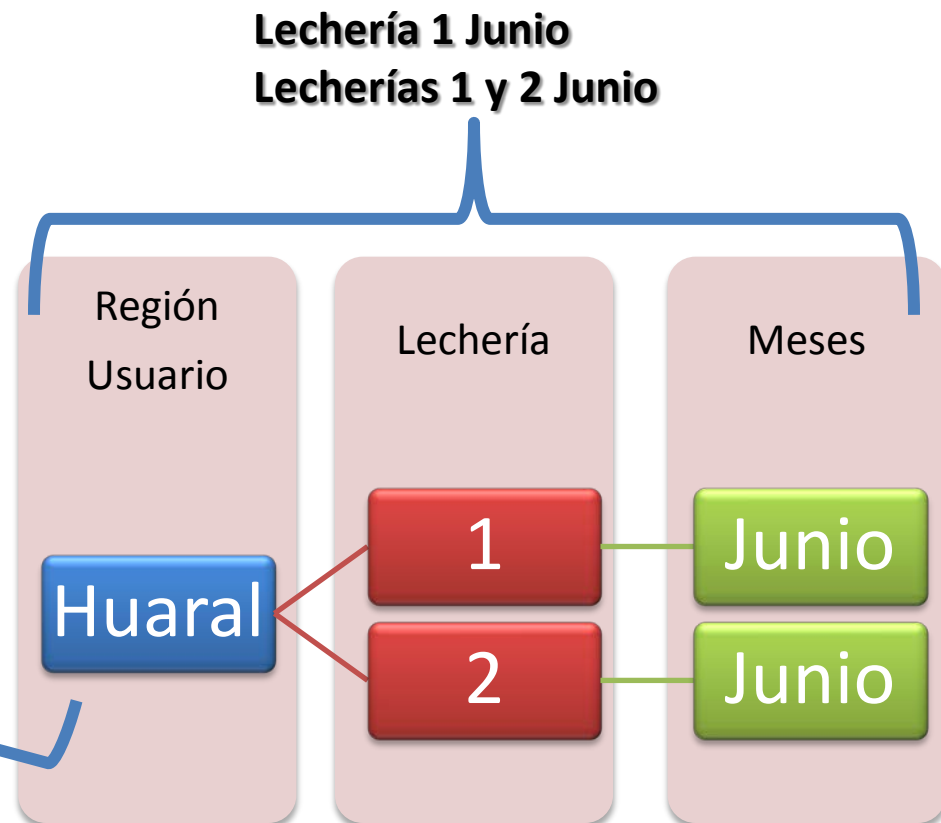 Lechería 1 Junio
Lecherías 1 y 2 Junio
Región
Usuario
Lechería
Meses
Huaral
1
Junio
2
Junio